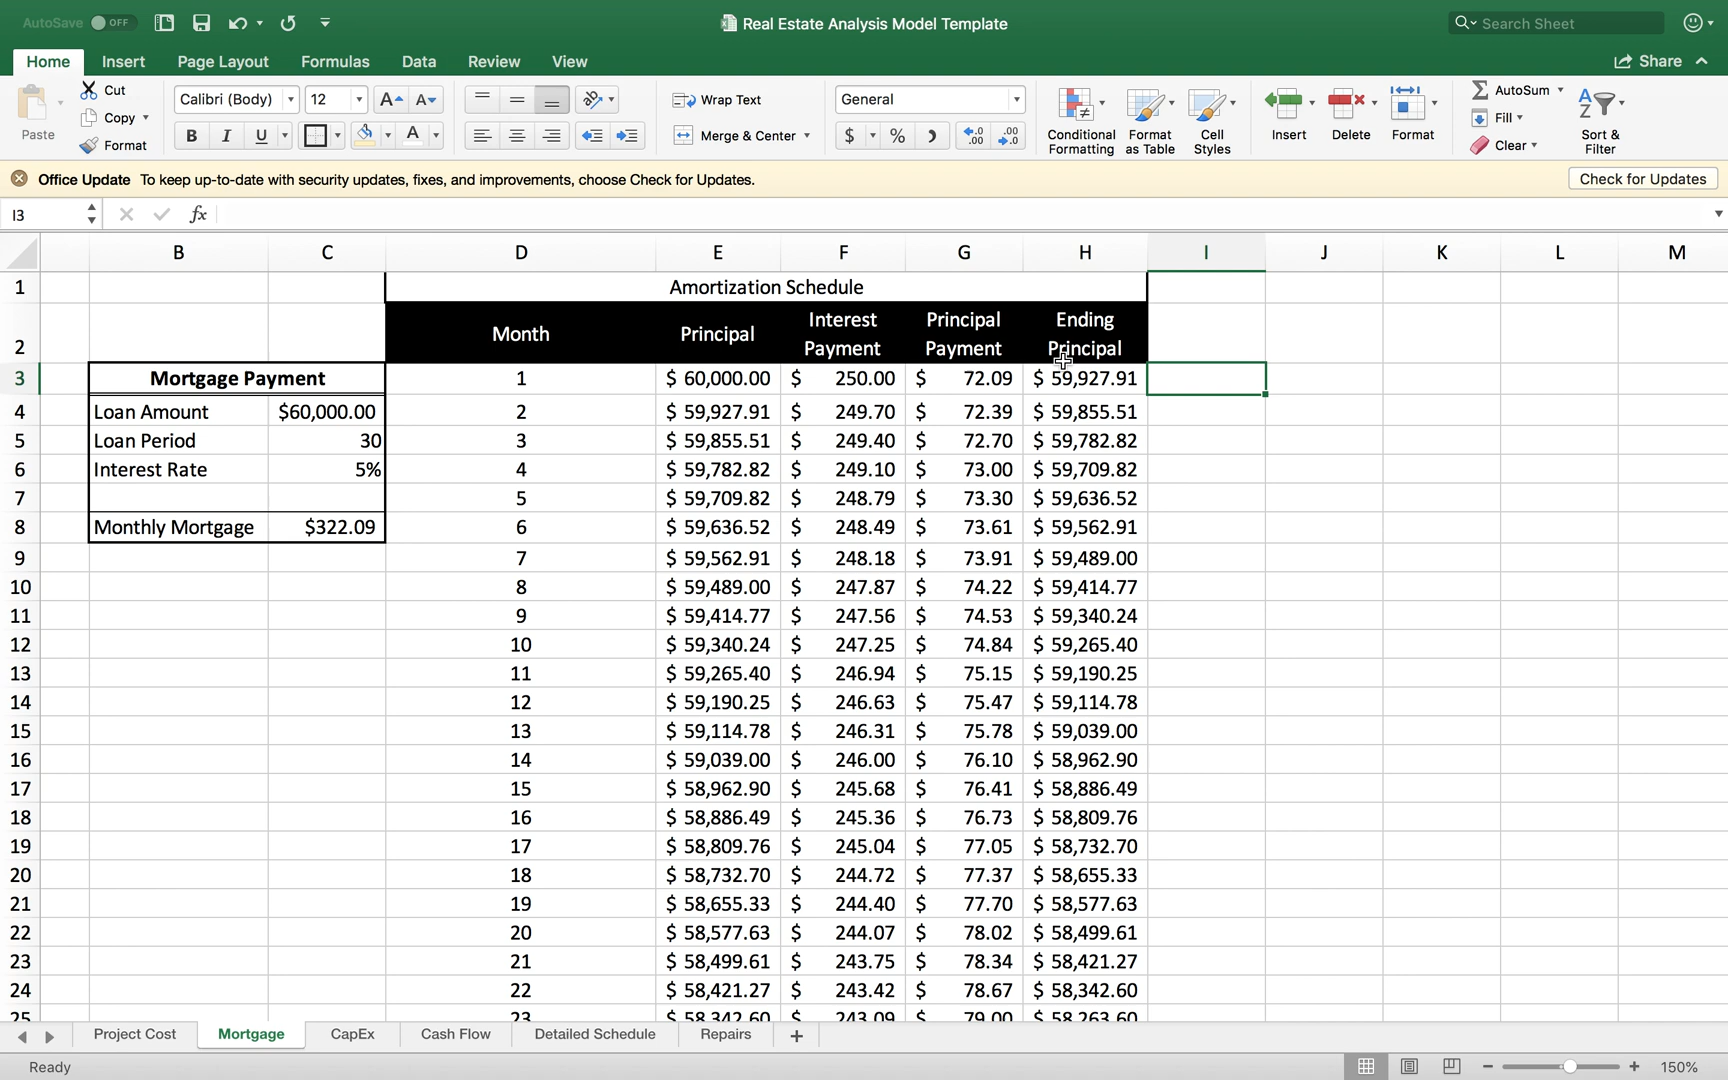 AutoSave OFF Real Estate Analysis Model Template Search Sheet
Home Insert Page Layout Formulas Data Review View Share
Paste Cut Copy Format Calibri (Body) 12 A A B I U A ab Wrap Text Merge & Center General $ % .0 .00 .00 .0 Conditional Formatting Format as Table Cell Styles Insert Delete Format AutoSum Fill Clear Sort & Filter
Office Update To keep up-to-date with security updates, fixes, and improvements, choose Check for Updates. Check for Updates
I3 fx
B C D E F G H I J K L M
1 Amortization Schedule
2 Month Principal Interest Payment Principal Payment Ending Principal
3 Mortgage Payment 1 $ 60,000.00 $ 250.00 $ 72.09 $ 59,927.91
4 Loan Amount $60,000.00 2 $ 59,927.91 $ 249.70 $ 72.39 $ 59,855.51
5 Loan Period 30 3 $ 59,855.51 $ 249.40 $ 72.70 $ 59,782.82
6 Interest Rate 5% 4 $ 59,782.82 $ 249.10 $ 73.00 $ 59,709.82
7 5 $ 59,709.82 $ 248.79 $ 73.30 $ 59,636.52
8 Monthly Mortgage $322.09 6 $ 59,636.52 $ 248.49 $ 73.61 $ 59,562.91
9 7 $ 59,562.91 $ 248.18 $ 73.91 $ 59,489.00
10 8 $ 59,489.00 $ 247.87 $ 74.22 $ 59,414.77
11 9 $ 59,414.77 $ 247.56 $ 74.53 $ 59,340.24
12 10 $ 59,340.24 $ 247.25 $ 74.84 $ 59,265.40
13 11 $ 59,265.40 $ 246.94 $ 75.15 $ 59,190.25
14 12 $ 59,190.25 $ 246.63 $ 75.47 $ 59,114.78
15 13 $ 59,114.78 $ 246.31 $ 75.78 $ 59,039.00
16 14 $ 59,039.00 $ 246.00 $ 76.10 $ 58,962.90
17 15 $ 58,962.90 $ 245.68 $ 76.41 $ 58,886.49
18 16 $ 58,886.49 $ 245.36 $ 76.73 $ 58,809.76
19 17 $ 58,809.76 $ 245.04 $ 77.05 $ 58,732.70
20 18 $ 58,732.70 $ 244.72 $ 77.37 $ 58,655.33
21 19 $ 58,655.33 $ 244.40 $ 77.70 $ 58,577.63
22 20 $ 58,577.63 $ 244.07 $ 78.02 $ 58,499.61
23 21 $ 58,499.61 $ 243.75 $ 78.34 $ 58,421.27
24 22 $ 58,421.27 $ 243.42 $ 78.67 $ 58,342.60
25 23 $ 58,342.60 $ 243.09 $ 79.00 $ 58,263.60
Project Cost Mortgage CapEx Cash Flow Detailed Schedule Repairs
Ready 150%